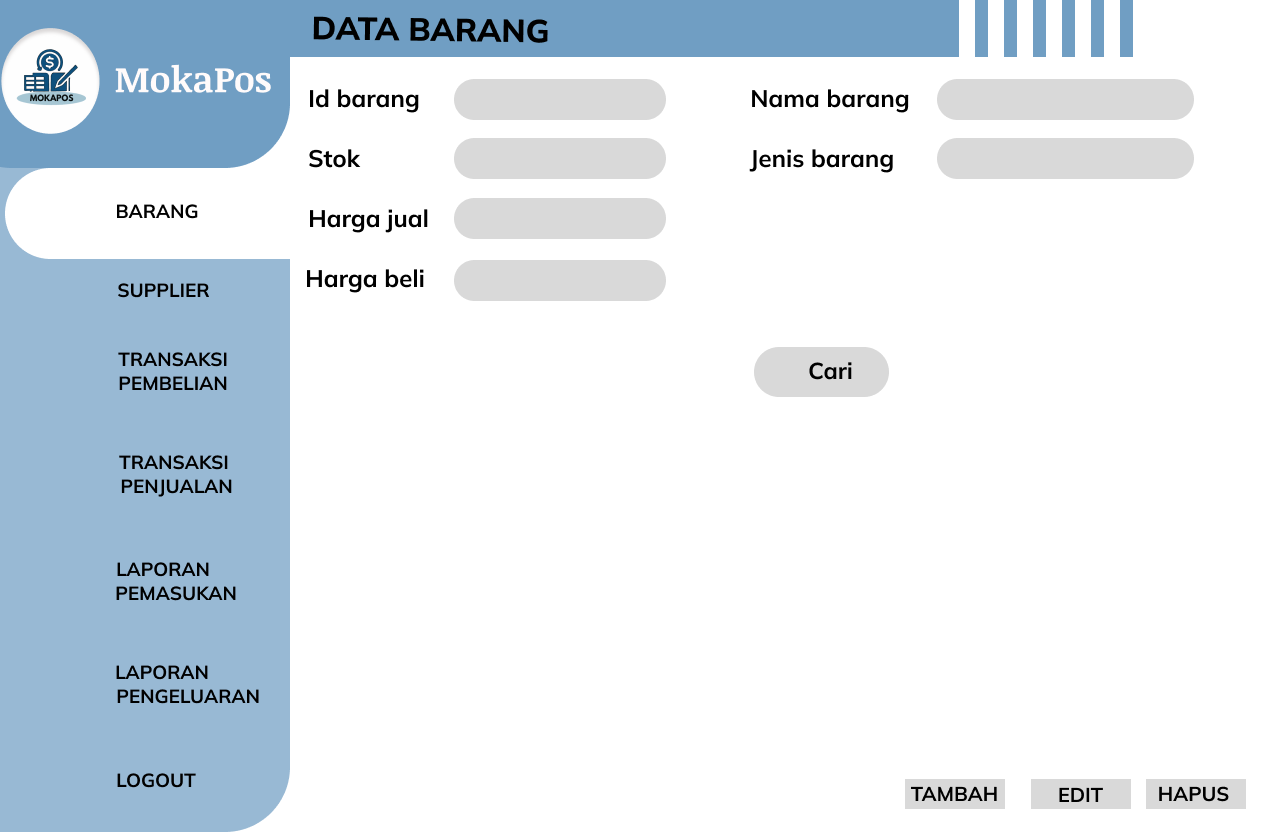 DATA BARANG
MOKAPOS
MokaPos
Id barang
Nama barang
Stok
Jenis barang
Harga jual
Harga beli
Cari
BARANG
SUPPLIER
TRANSAKSI
PEMBELIAN
TRANSAKSI
PENJUALAN
LAPORAN
PEMASUKAN
LAPORAN
PENGELUARAN
LOGOUT
TAMBAH
EDIT
HAPUS